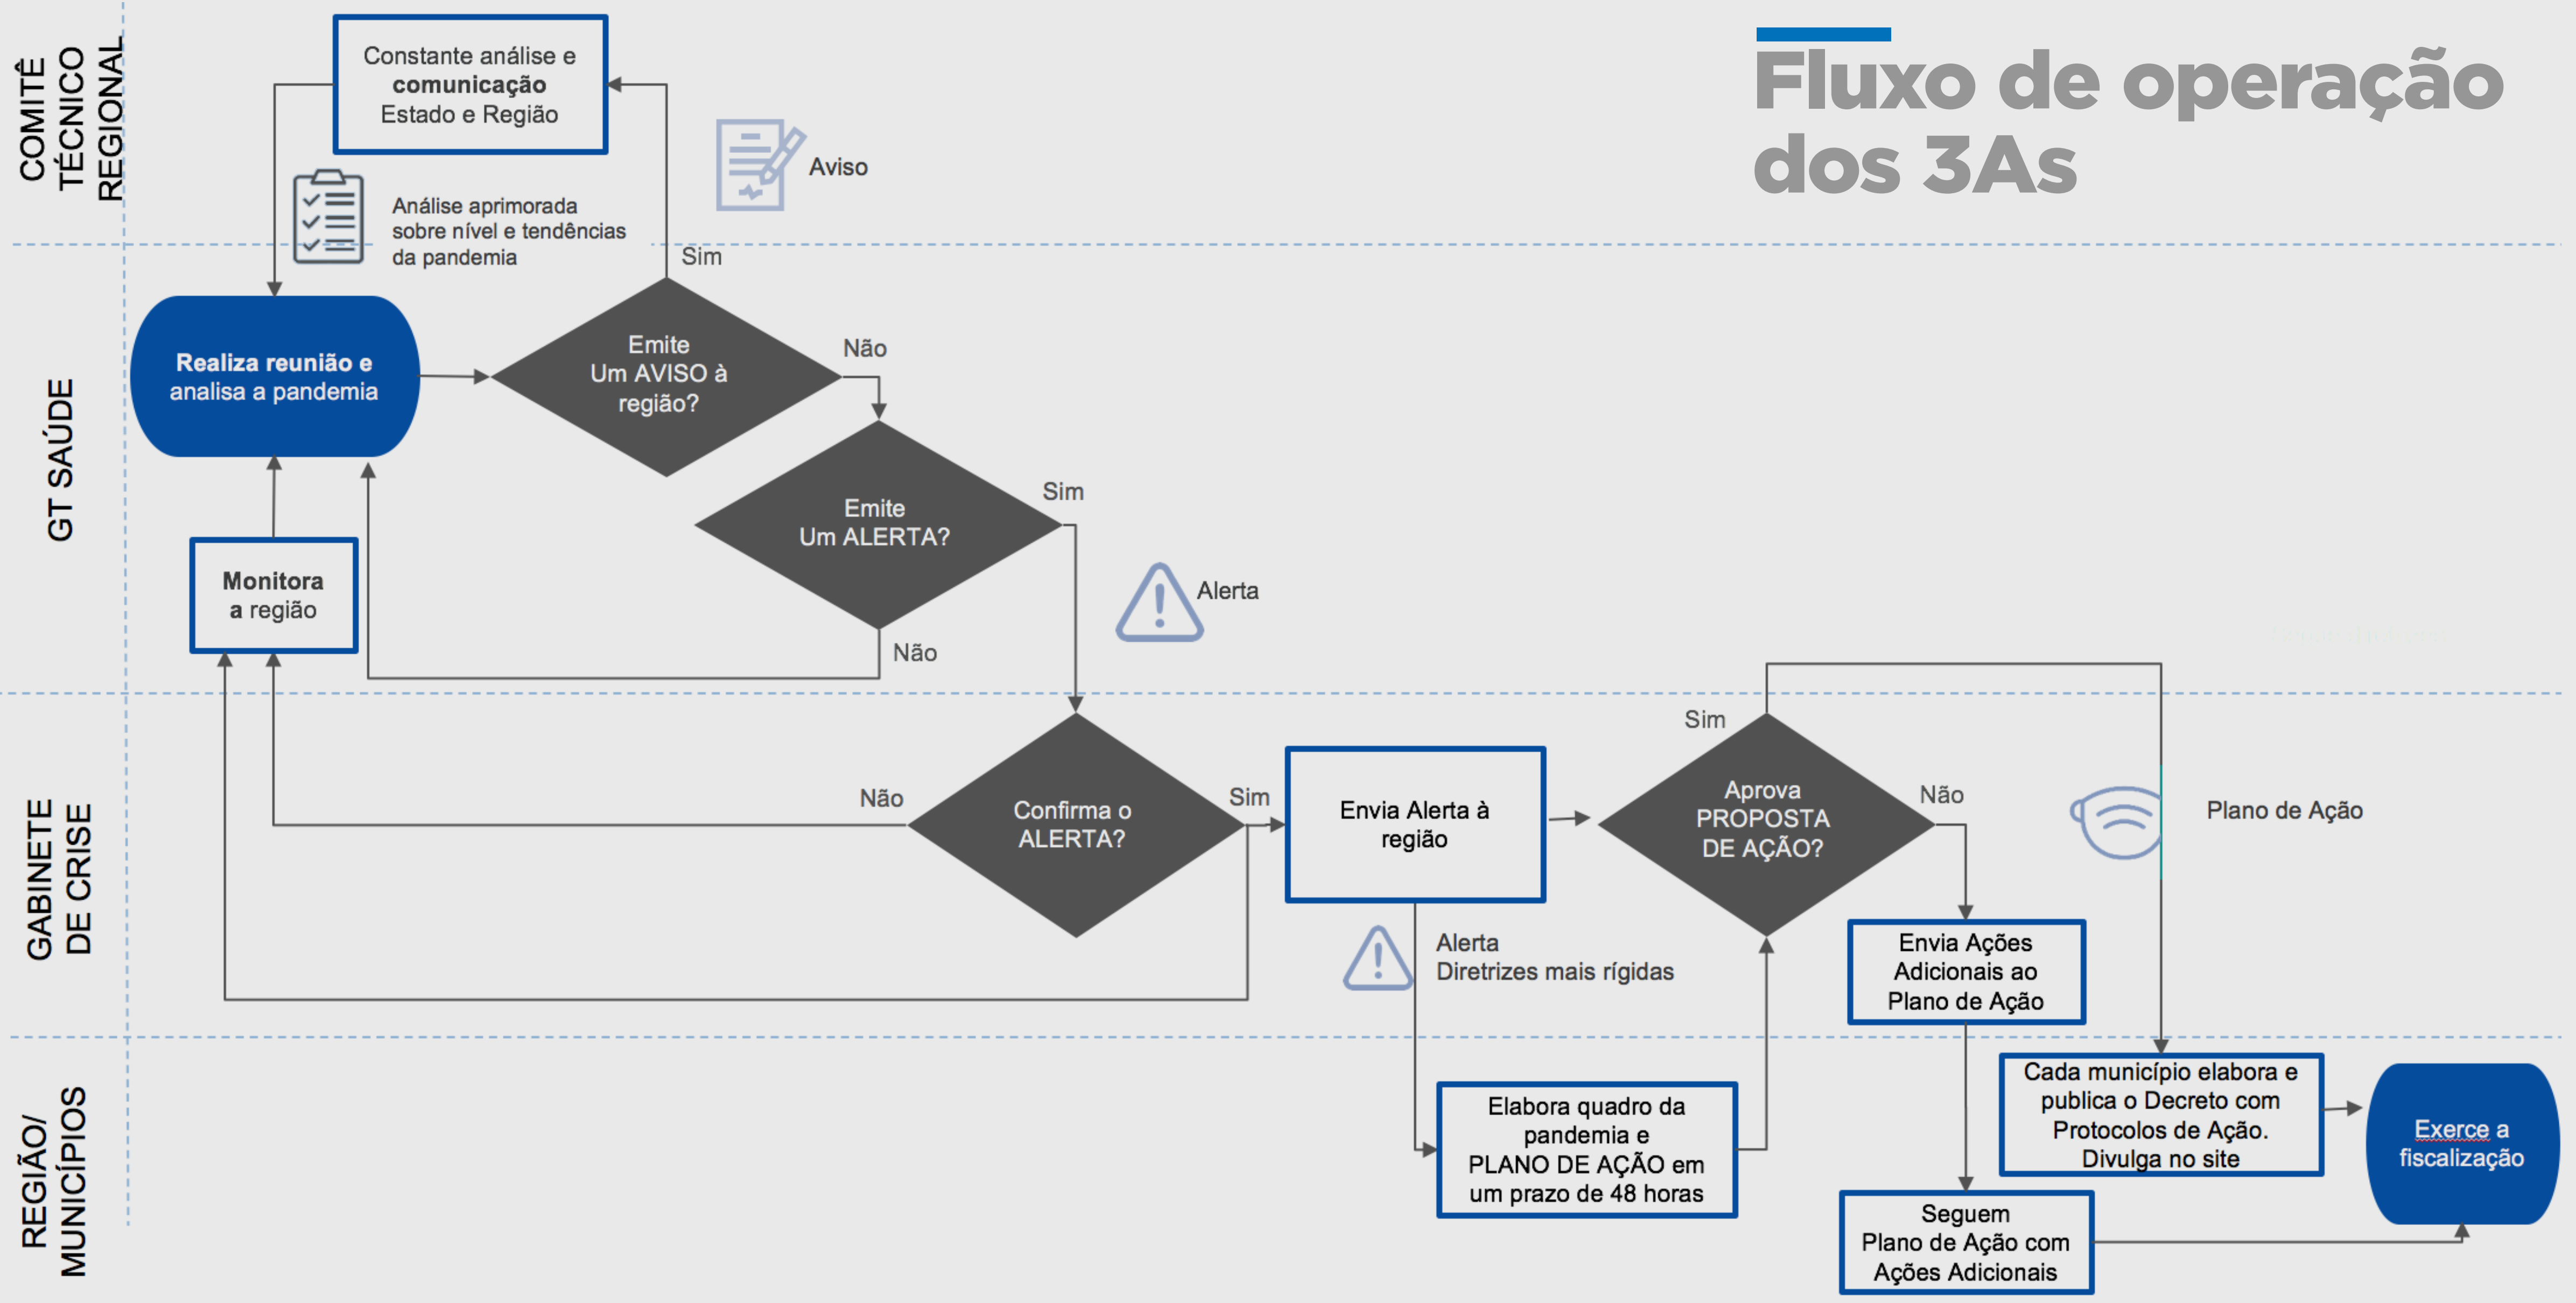 Fluxo de operação
dos 3As
COMITÊ
TÉCNICO
REGIONAL
Constante análise e
comunicação
Estado e Região
Aviso
Análise aprimorada
sobre nível e tendências
da pandemia
GT SAÚDE
Realiza reunião e
analisa a pandemia
Sim
Emite
Um AVISO à
região?
Não
Emite
Um ALERTA?
Sim
Não
Alerta
Monitora
a região
GABINETE
DE CRISE
Não
Confirma o
ALERTA?
Sim
Envia Alerta à
região
Alerta
Diretrizes mais rígidas
Sim
Aprova
PROPOSTA
DE AÇÃO?
Não
Plano de Ação
Envia Ações
Adicionais ao
Plano de Ação
REGIÃO/
MUNICÍPIOS
Elabora quadro da
pandemia e
PLANO DE AÇÃO em
um prazo de 48 horas
Cada município elabora e
publica o Decreto com
Protocolos de Ação.
Divulga no site
Seguem
Plano de Ação com
Ações Adicionais
Exerce a
fiscalização